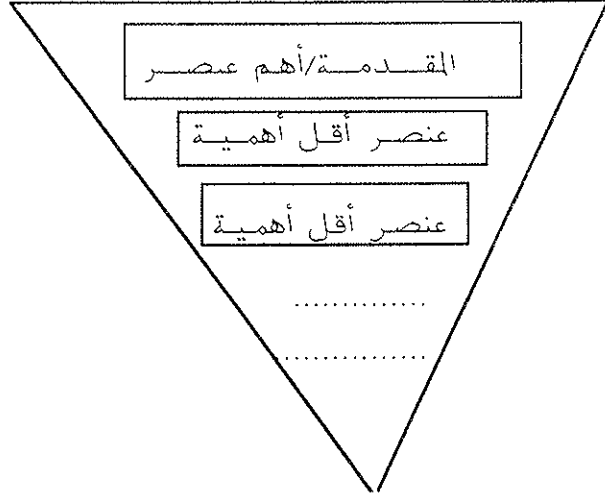 المقدمة/أهم عنصر
عنصر أقل أهمية
عنصر أقل أهمية
.............
................